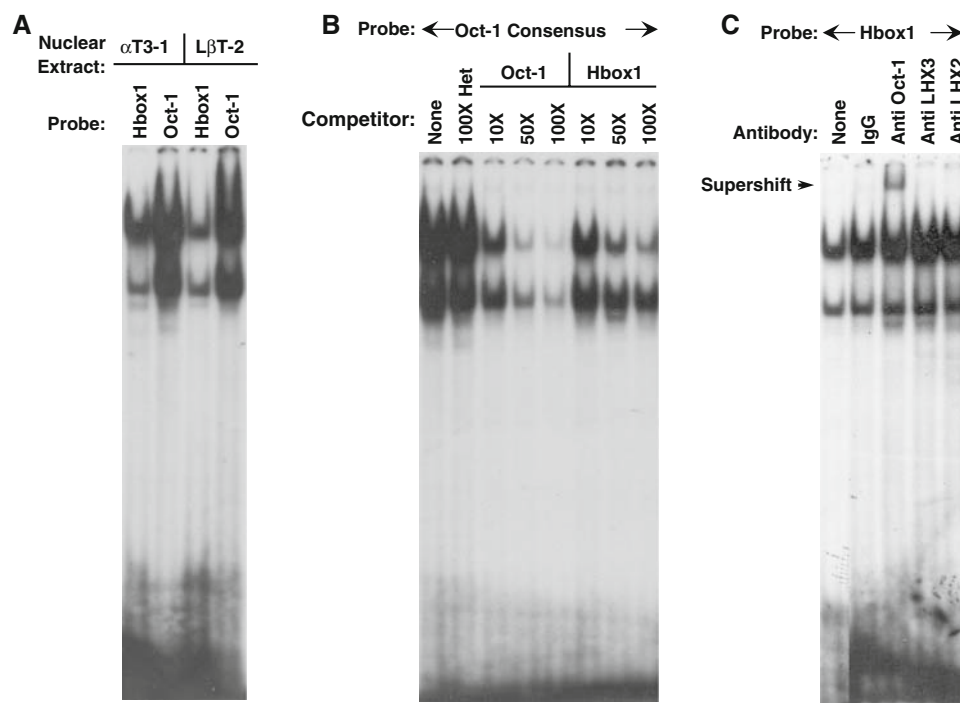 A
Nuclear Extract:
αT3-1 LβT-2
Probe:
Hbox1
Oct-1
Hbox1
Oct-1
B
Probe: Oct-1 Consensus
Oct-1 Hbox1
Competitor:
None
100X Het
10X
50X
100X
10X
50X
100X
C
Probe: Hbox1
Antibody:
None
IgG
Anti Oct-1
Anti LHX3
Anti LHX2
Supershift